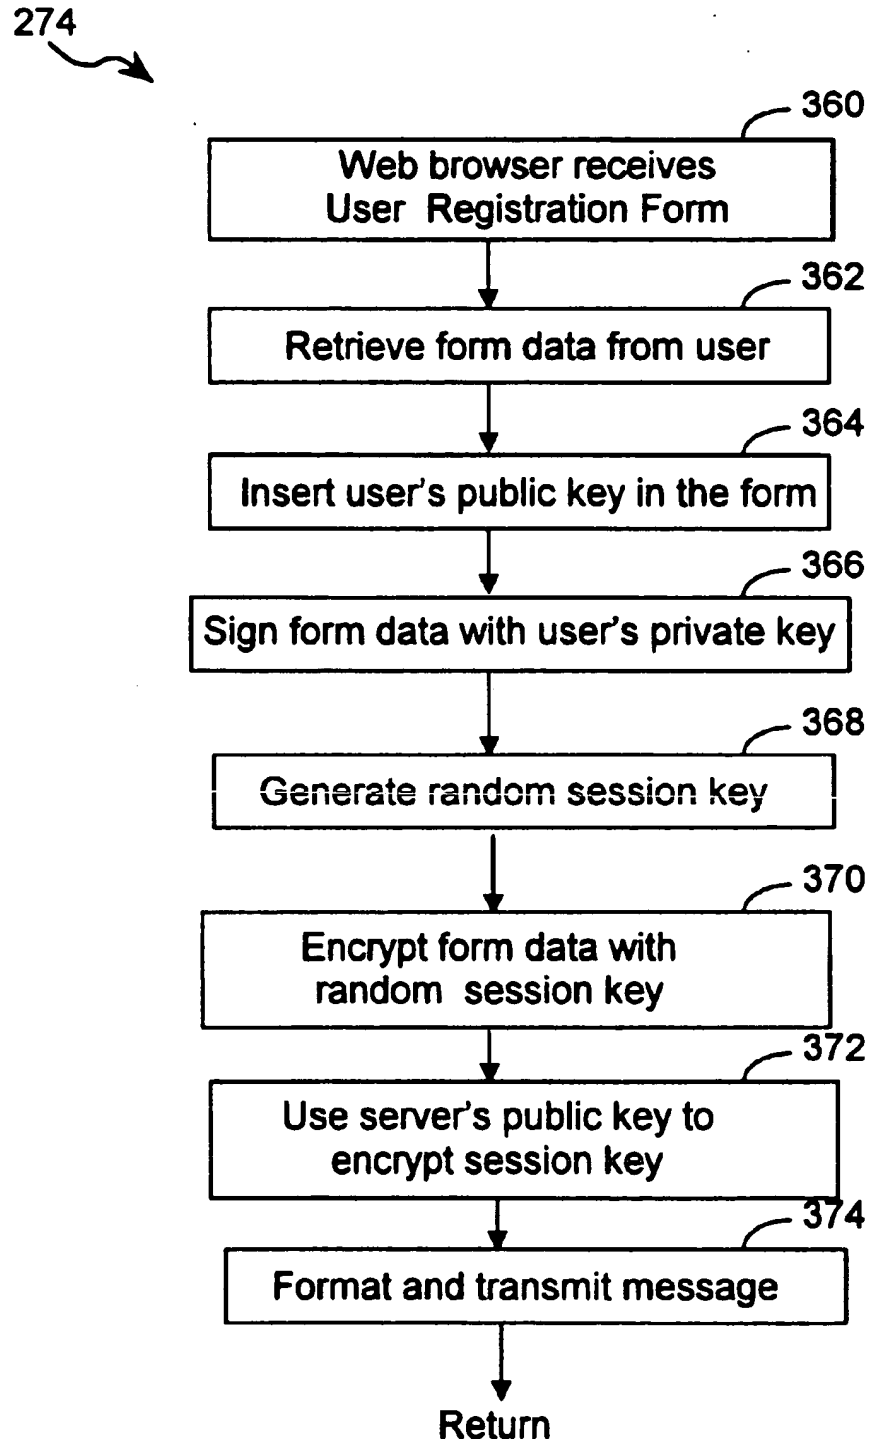 274
360
Web browser receives
User Registration Form
362
Retrieve form data from user
364
Insert user's public key in the form
366
Sign form data with user's private key
368
Generate random session key
370
Encrypt form data with
random session key
372
Use server's public key to
encrypt session key
374
Format and transmit message
Return